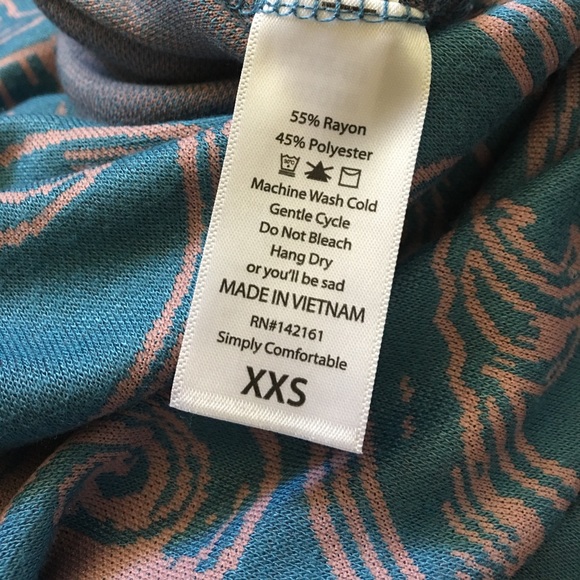 55% Rayon
45% Polyester
Machine Wash Cold
Gentle Cycle
Do Not Bleach
Hang Dry
or you'll be sad
MADE IN VIETNAM
RN#142161
Simply Comfortable
XXS